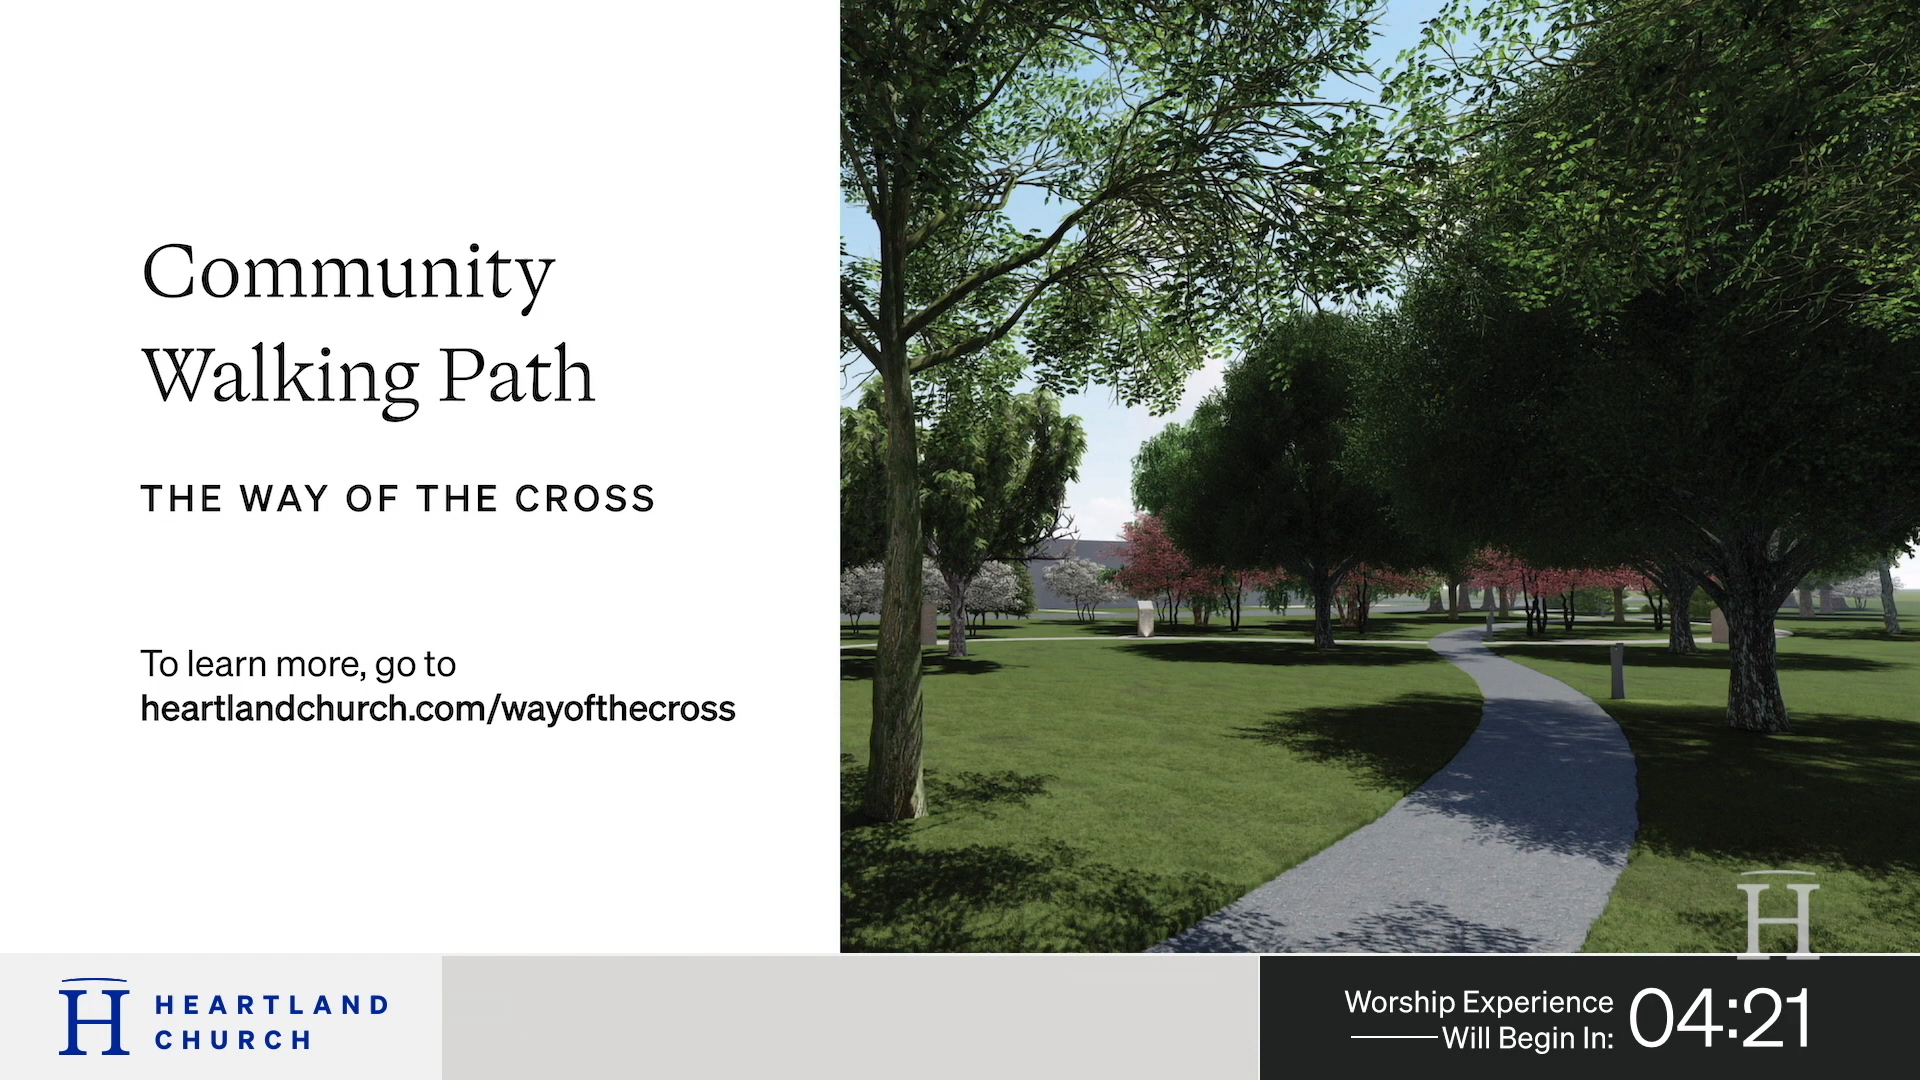 Community
Walking Path
THE WAY OF THE CROSS
To learn more, go to
heartlandchurch.com/wayofthecross
H
H HEARTLAND
CHURCH
Worship Experience
Will Begin In:
04:21